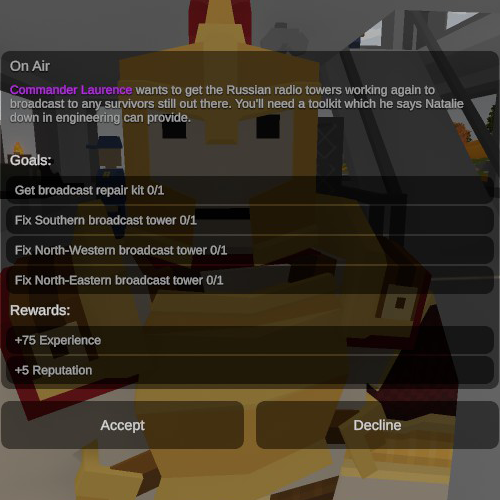 On Air
Commander Laurence wants to get the Russian radio towers working again to
broadcast to any survivors still out there. You'll need a toolkit which he says Natalie
down in engineering can provide.
Goals:
Get broadcast repair kit 0/1
Fix Southern broadcast tower 0/1
Fix North-Western broadcast tower 0/1
Fix North-Eastern broadcast tower 0/1
Rewards:
+75 Experience
+5 Reputation
Accept
Decline